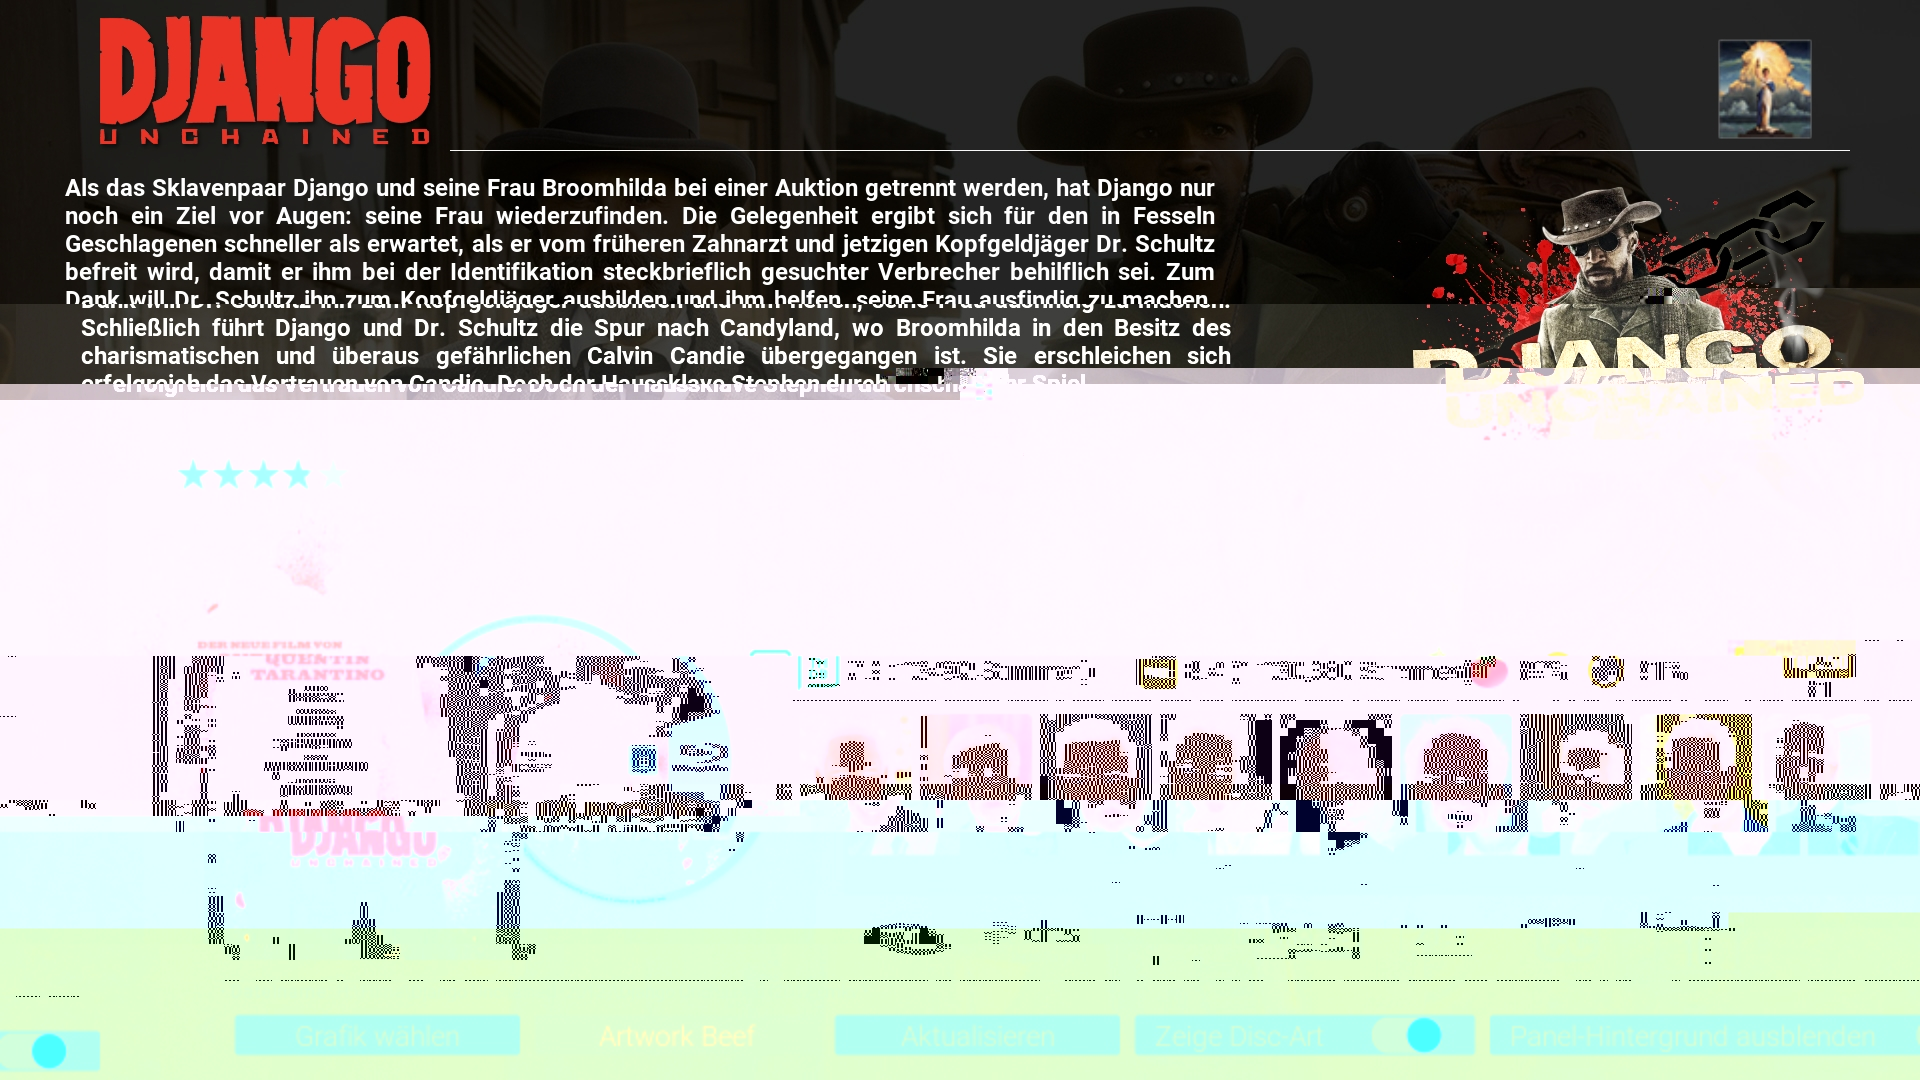 DJANGO
UNCHAINED
Als das Sklavenpaar Django und seine Frau Broomhilda bei einer Auktion getrennt werden, hat Django nur
noch ein Ziel vor Augen: seine Frau wiederzufinden. Die Gelegenheit ergibt sich für den in Fesseln
Geschlagenen schneller als erwartet, als er vom früheren Zahnarzt und jetzigen Kopfgeldjäger Dr. Schultz
befreit wird, damit er ihm bei der Identifikation steckbrieflich gesuchter Verbrecher behilflich sei. Zum
Dank will Dr. Schultz ihn zum Kopfgeldjäger ausbilden und ihm helfen, seine Frau ausfindig zu machen.
Schließlich führt Django und Dr. Schultz die Spur nach Candyland, wo Broomhilda in den Besitz des
charismatischen und überaus gefährlichen Calvin Candie übergegangen ist. Sie erschleichen sich
erfolgreich das Vertrauen von Candie. Doch der Haussklave Stephen durch Spiel
DJANGO
UNCHAINED
DER NEUE FILM VON
QUENTIN
TARANTINO
DJANGO
UNCHAINED
Grafik wählen
Artwork Beef
Aktualisieren
Zeige Disc-Art
Panel-Hintergrund ausblenden